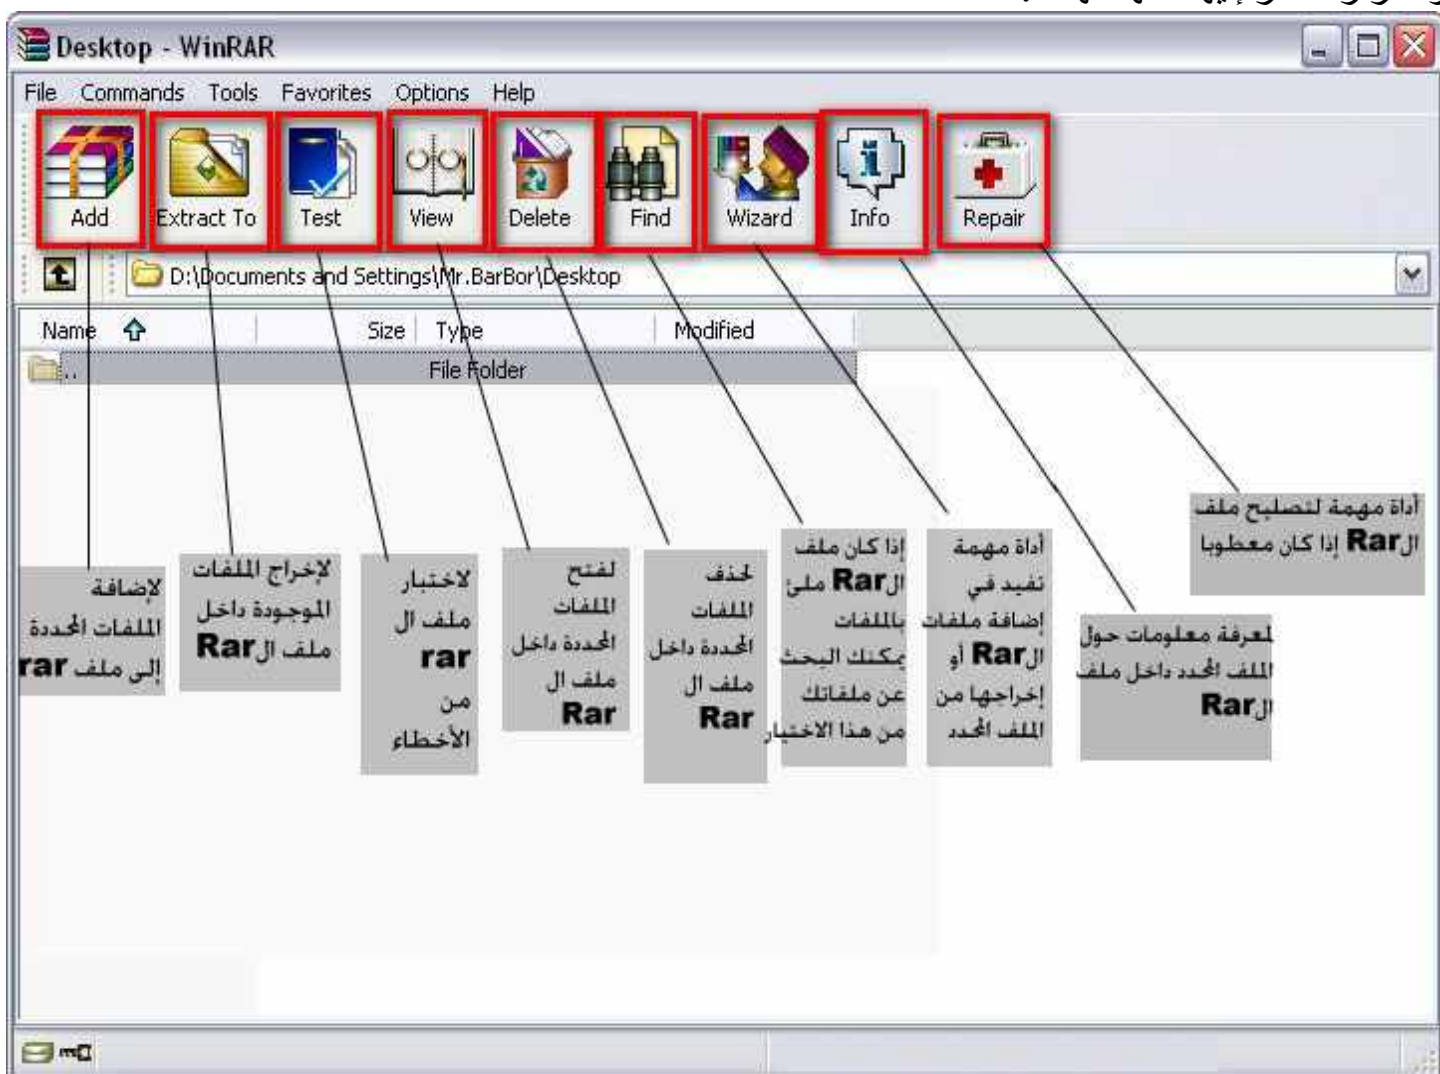 Desktop - WinRAR
File Commands Tools Favorites Options Help
Add Extract To Test View Delete Find Wizard Info Repair
D:\Documents and Settings\Mr.BarBor\Desktop
Name Size Type Modified
.. File Folder
لإضافة
الملفات المحددة
إلى ملف rar
لإخراج الملفات
الموجودة داخل
ملف الRar
لاختبار
ملف ال
rar
من
الأخطاء
لفتح
الملفات
المحددة داخل
ملف ال
Rar
لحذف
الملفات
المحددة داخل
ملف ال
Rar
إذا كان ملف
الRar ملئ
بالملفات
يمكنك البحث
عن ملفاتك
من هذا الاختيار
أداة مهمة
تفيد في
إضافة ملفات
الRar أو
إخراجها من
الملف المحدد
لمعرفة معلومات حول
الملف المحدد داخل ملف
الRar
أداة مهمة لتصليح ملف
الRar إذا كان معطوبا